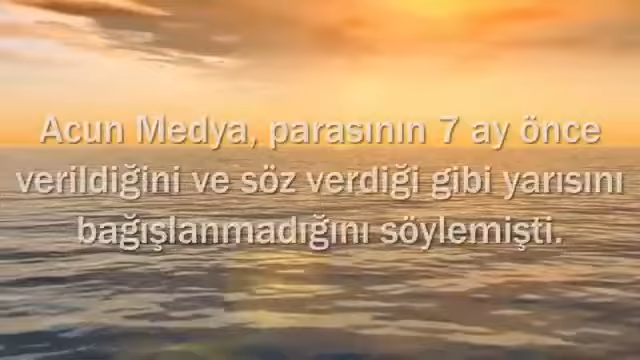 Acun Medya, parasının 7 ay önce
verildiğini ve söz verdiği gibi yarısını
bağışlanmadığını söylemişti.